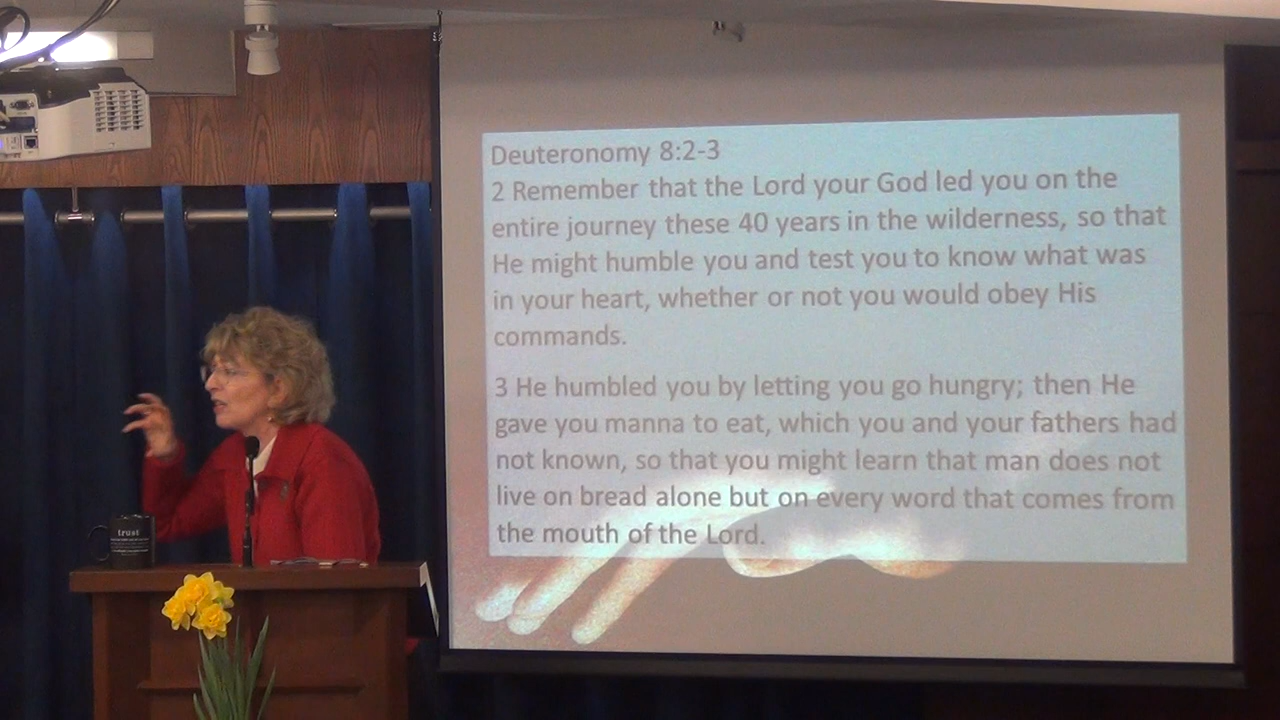 Deuteronomy 8:2-3
2 Remember that the Lord your God led you on the
entire journey these 40 years in the wilderness, so that
He might humble you and test you to know what was
in your heart, whether or not you would obey His
commands.
3 He humbled you by letting you go hungry; then He
gave you manna to eat, which you and your fathers had
not known, so that you might learn that man does not
live on bread alone but on every word that comes from
the mouth of the Lord.
trust